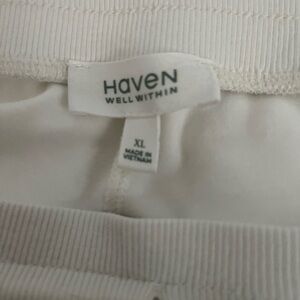 HaveN
WELL WITHIN
XL
MADE IN
VIETNAM